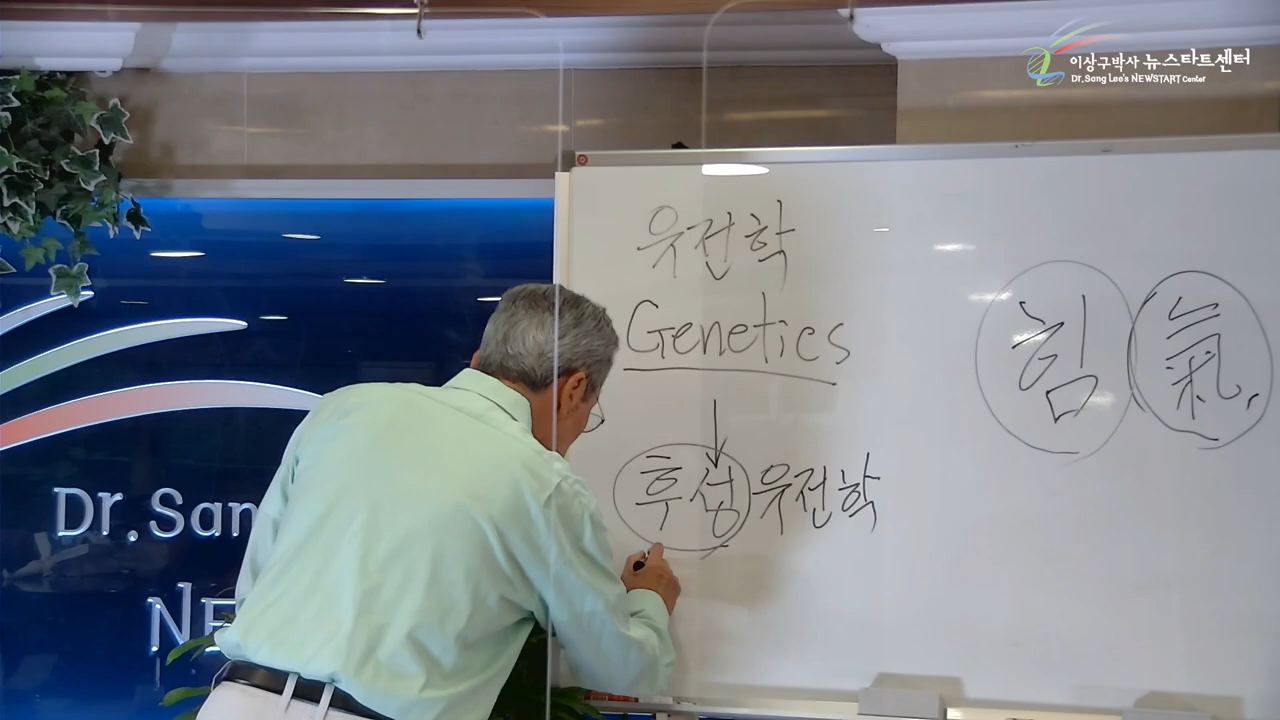 이상구박사 뉴스타트센터
Dr.Sang Lee's NEWSTART Center
유전학
Genetics
힘 氣
후성유전학
Dr.San
NE